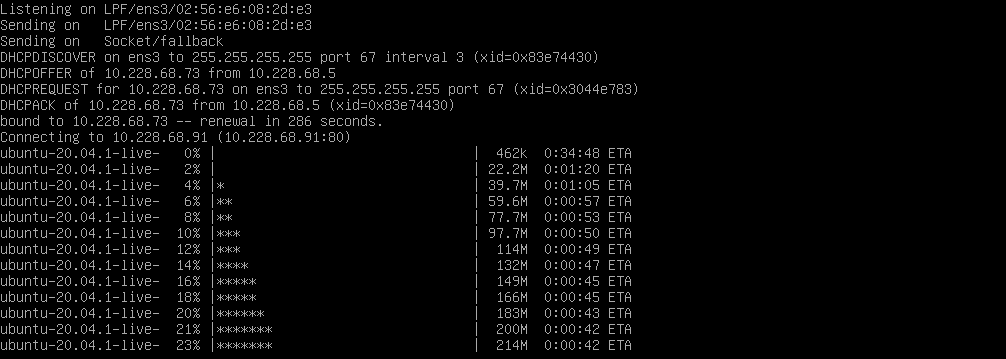 Listening on LPF/ens3/02:56:e6:08:2d:e3
Sending on   LPF/ens3/02:56:e6:08:2d:e3
Sending on   Socket/fallback
DHCPDISCOVER on ens3 to 255.255.255.255 port 67 interval 3 (xid=0x83e74430)
DHCPOFFER of 10.228.68.73 from 10.228.68.5
DHCPREQUEST for 10.228.68.73 on ens3 to 255.255.255.255 port 67 (xid=0x3044e783)
DHCPACK of 10.228.68.73 from 10.228.68.5 (xid=0x83e74430)
bound to 10.228.68.73 -- renewal in 286 seconds.
Connecting to 10.228.68.91 (10.228.68.91:80)
ubuntu-20.04.1-live-   0% |                                |  462k  0:34:48 ETA
ubuntu-20.04.1-live-   2% |                                | 22.2M  0:01:20 ETA
ubuntu-20.04.1-live-   4% |*                               | 39.7M  0:01:05 ETA
ubuntu-20.04.1-live-   6% |**                              | 59.6M  0:00:57 ETA
ubuntu-20.04.1-live-   8% |**                              | 77.7M  0:00:53 ETA
ubuntu-20.04.1-live-  10% |***                             | 97.7M  0:00:50 ETA
ubuntu-20.04.1-live-  12% |***                             |  114M  0:00:49 ETA
ubuntu-20.04.1-live-  14% |****                            |  132M  0:00:47 ETA
ubuntu-20.04.1-live-  16% |*****                           |  149M  0:00:45 ETA
ubuntu-20.04.1-live-  18% |*****                           |  166M  0:00:45 ETA
ubuntu-20.04.1-live-  20% |******                          |  183M  0:00:43 ETA
ubuntu-20.04.1-live-  21% |*******                         |  200M  0:00:42 ETA
ubuntu-20.04.1-live-  23% |*******                         |  214M  0:00:42 ETA